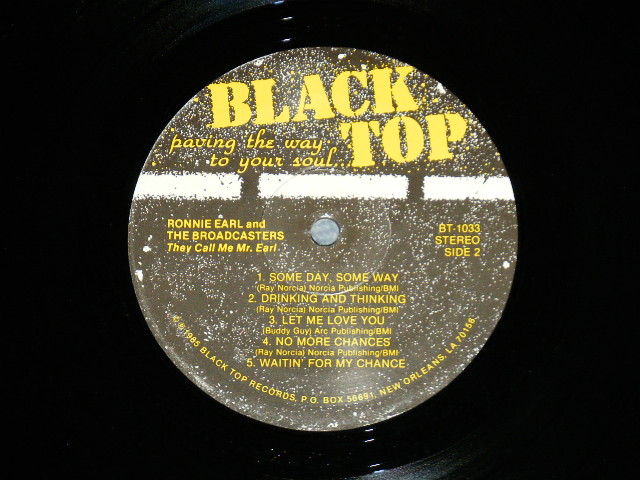 BLACK
TOP
paving the way
to your soul...
RONNIE EARL and
THE BROADCASTERS
They Call Me Mr. Earl
BT-1033
STEREO
SIDE 2
1. SOME DAY, SOME WAY
(Ray Norcia) Norcia Publishing/BMI
2. DRINKING AND THINKING
(Ray Norcia) Norcia Publishing/BMI
3. LET ME LOVE YOU
(Buddy Guy) Arc Publishing/BMI
4. NO MORE CHANCES
(Ray Norcia) Norcia Publishing/BMI
5. WAITIN' FOR MY CHANCE
© ℗ 1985 BLACK TOP RECORDS, P.O. BOX 56691, NEW ORLEANS, LA 70156